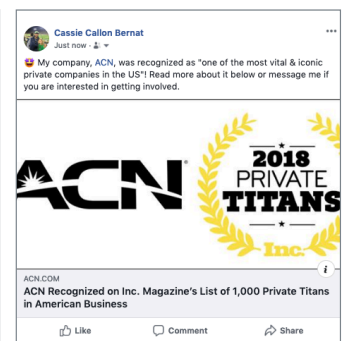 Cassie Callon Bernat
Just now
😍 My company, ACN, was recognized as "one of the most vital & iconic
private companies in the US"! Read more about it below or message me if
you are interested in getting involved.
ACN
2018
PRIVATE
TITANS
Inc.
i
ACN.COM
ACN Recognized on Inc. Magazine's List of 1,000 Private Titans
in American Business
Like Comment Share